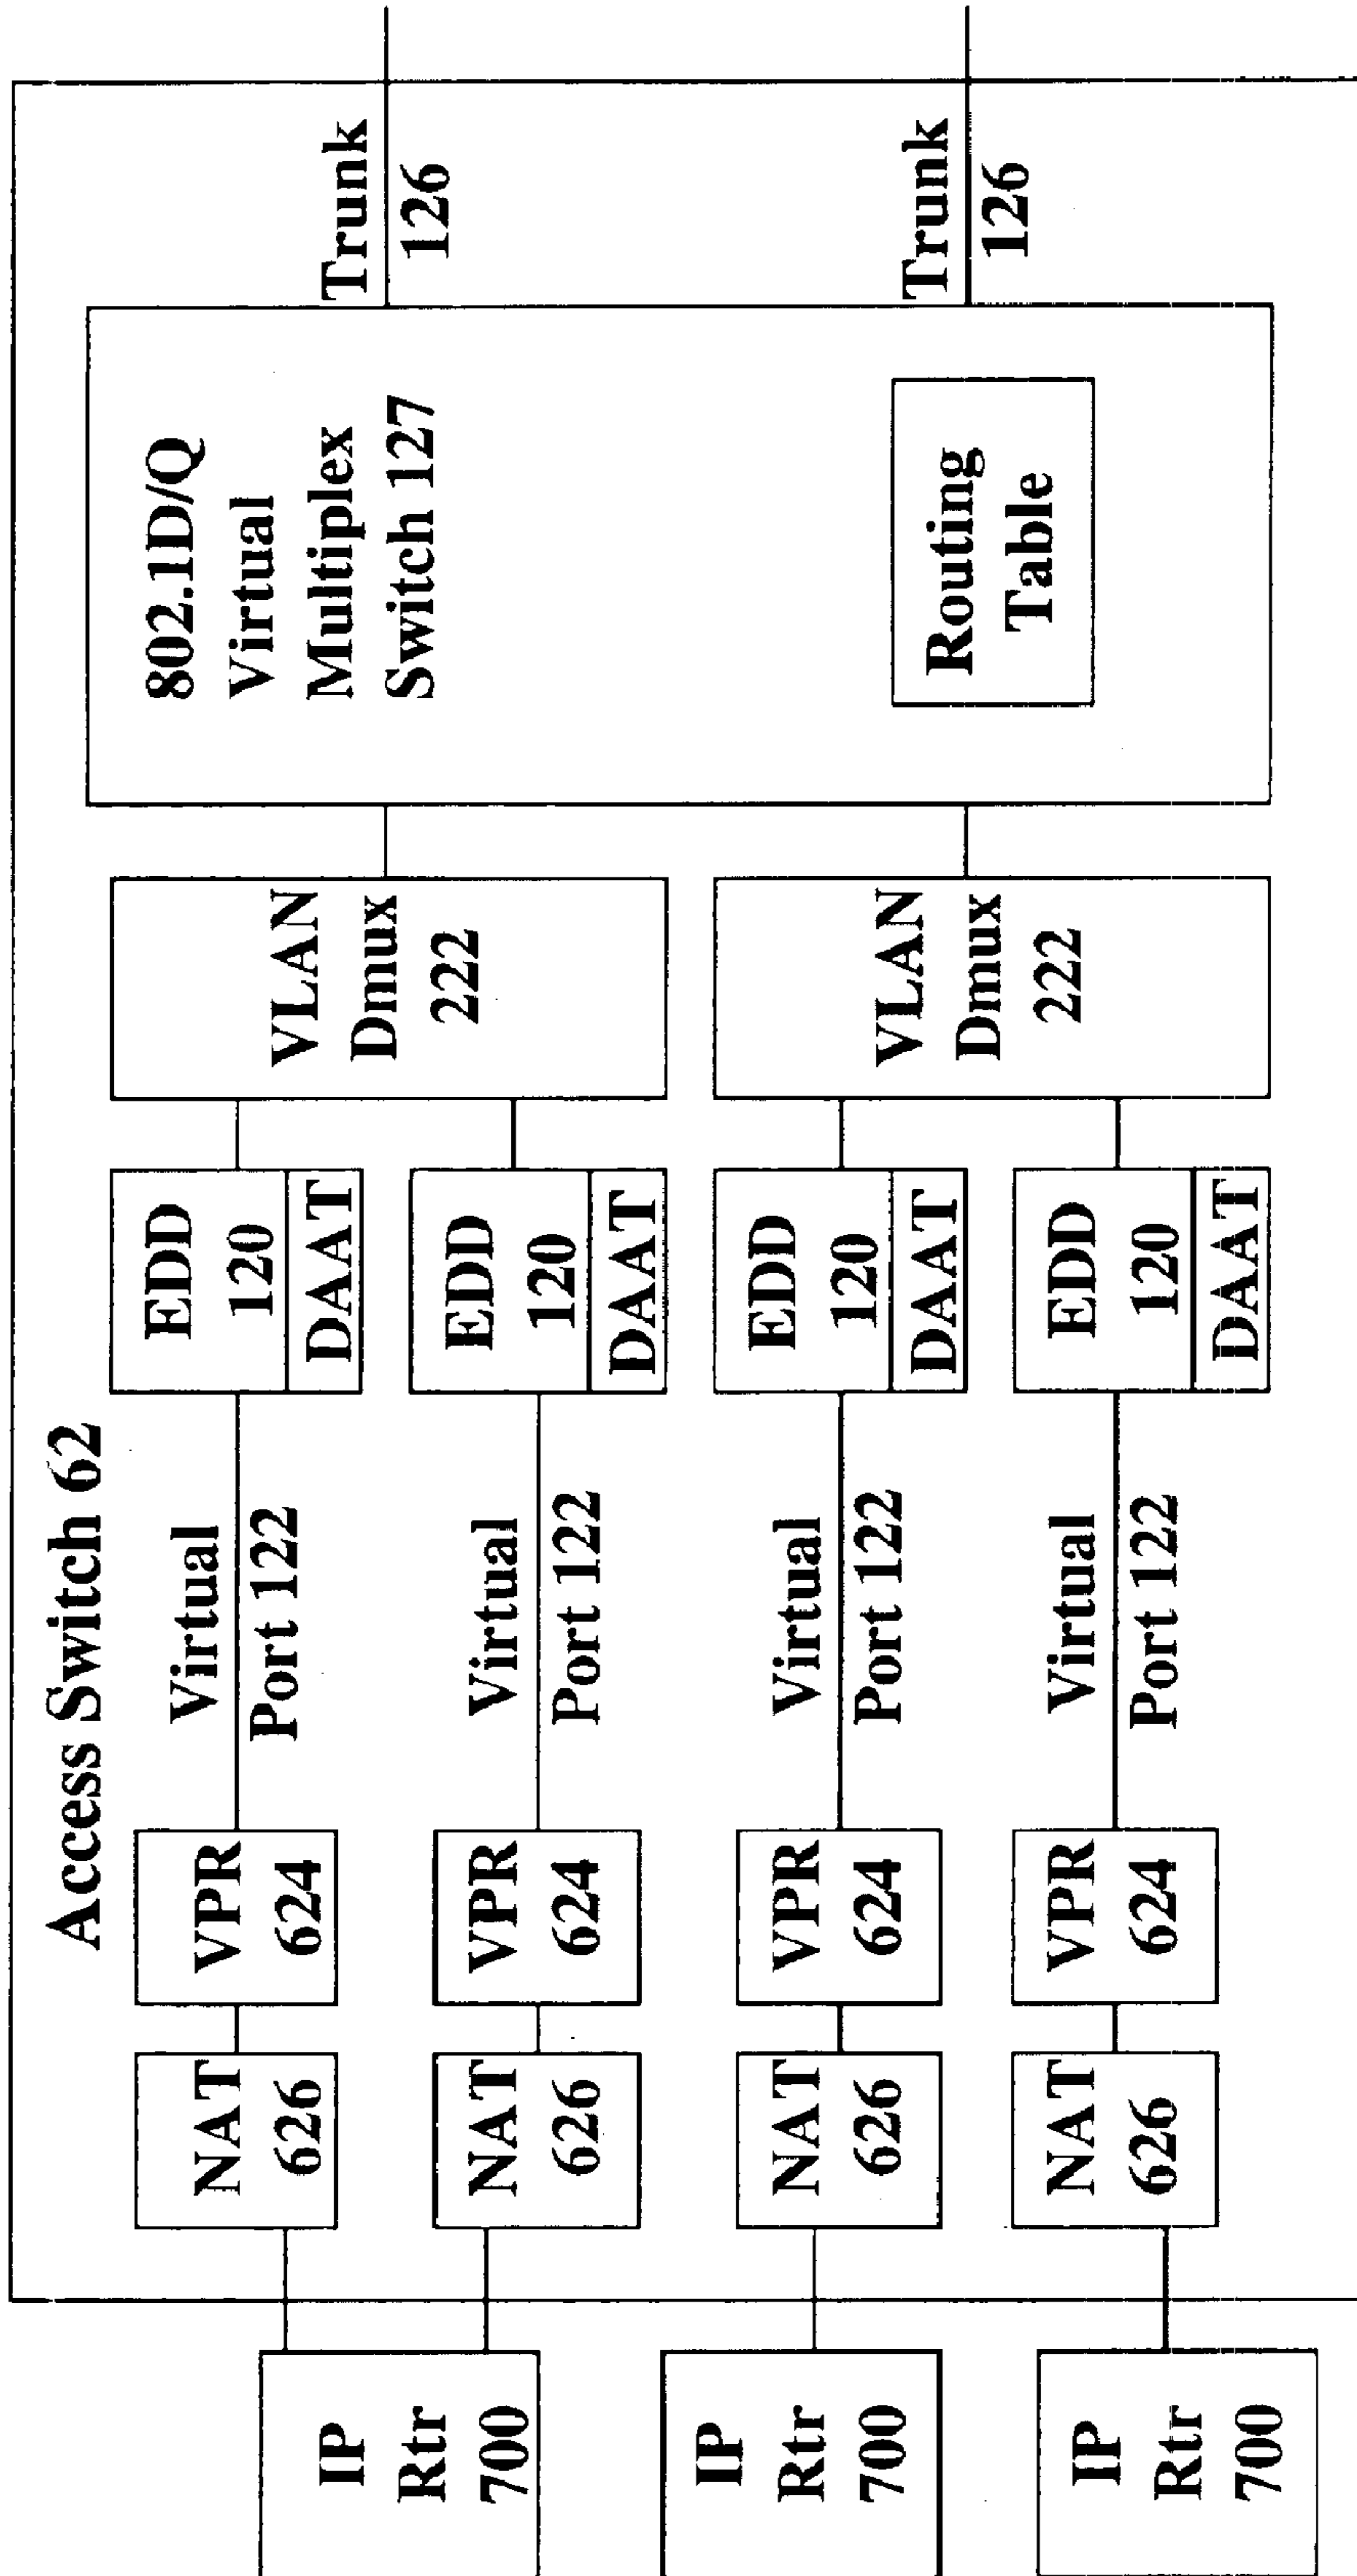 Access Switch 62
IP
Rtr
700
IP
Rtr
700
IP
Rtr
700
NAT
626
NAT
626
NAT
626
NAT
626
VPR
624
VPR
624
VPR
624
VPR
624
Virtual
Port 122
Virtual
Port 122
Virtual
Port 122
Virtual
Port 122
EDD
120
DAAT
EDD
120
DAAT
EDD
120
DAAT
EDD
120
DAAT
VLAN
Dmux
222
VLAN
Dmux
222
802.1D/Q
Virtual
Multiplex
Switch 127
Routing
Table
Trunk
126
Trunk
126